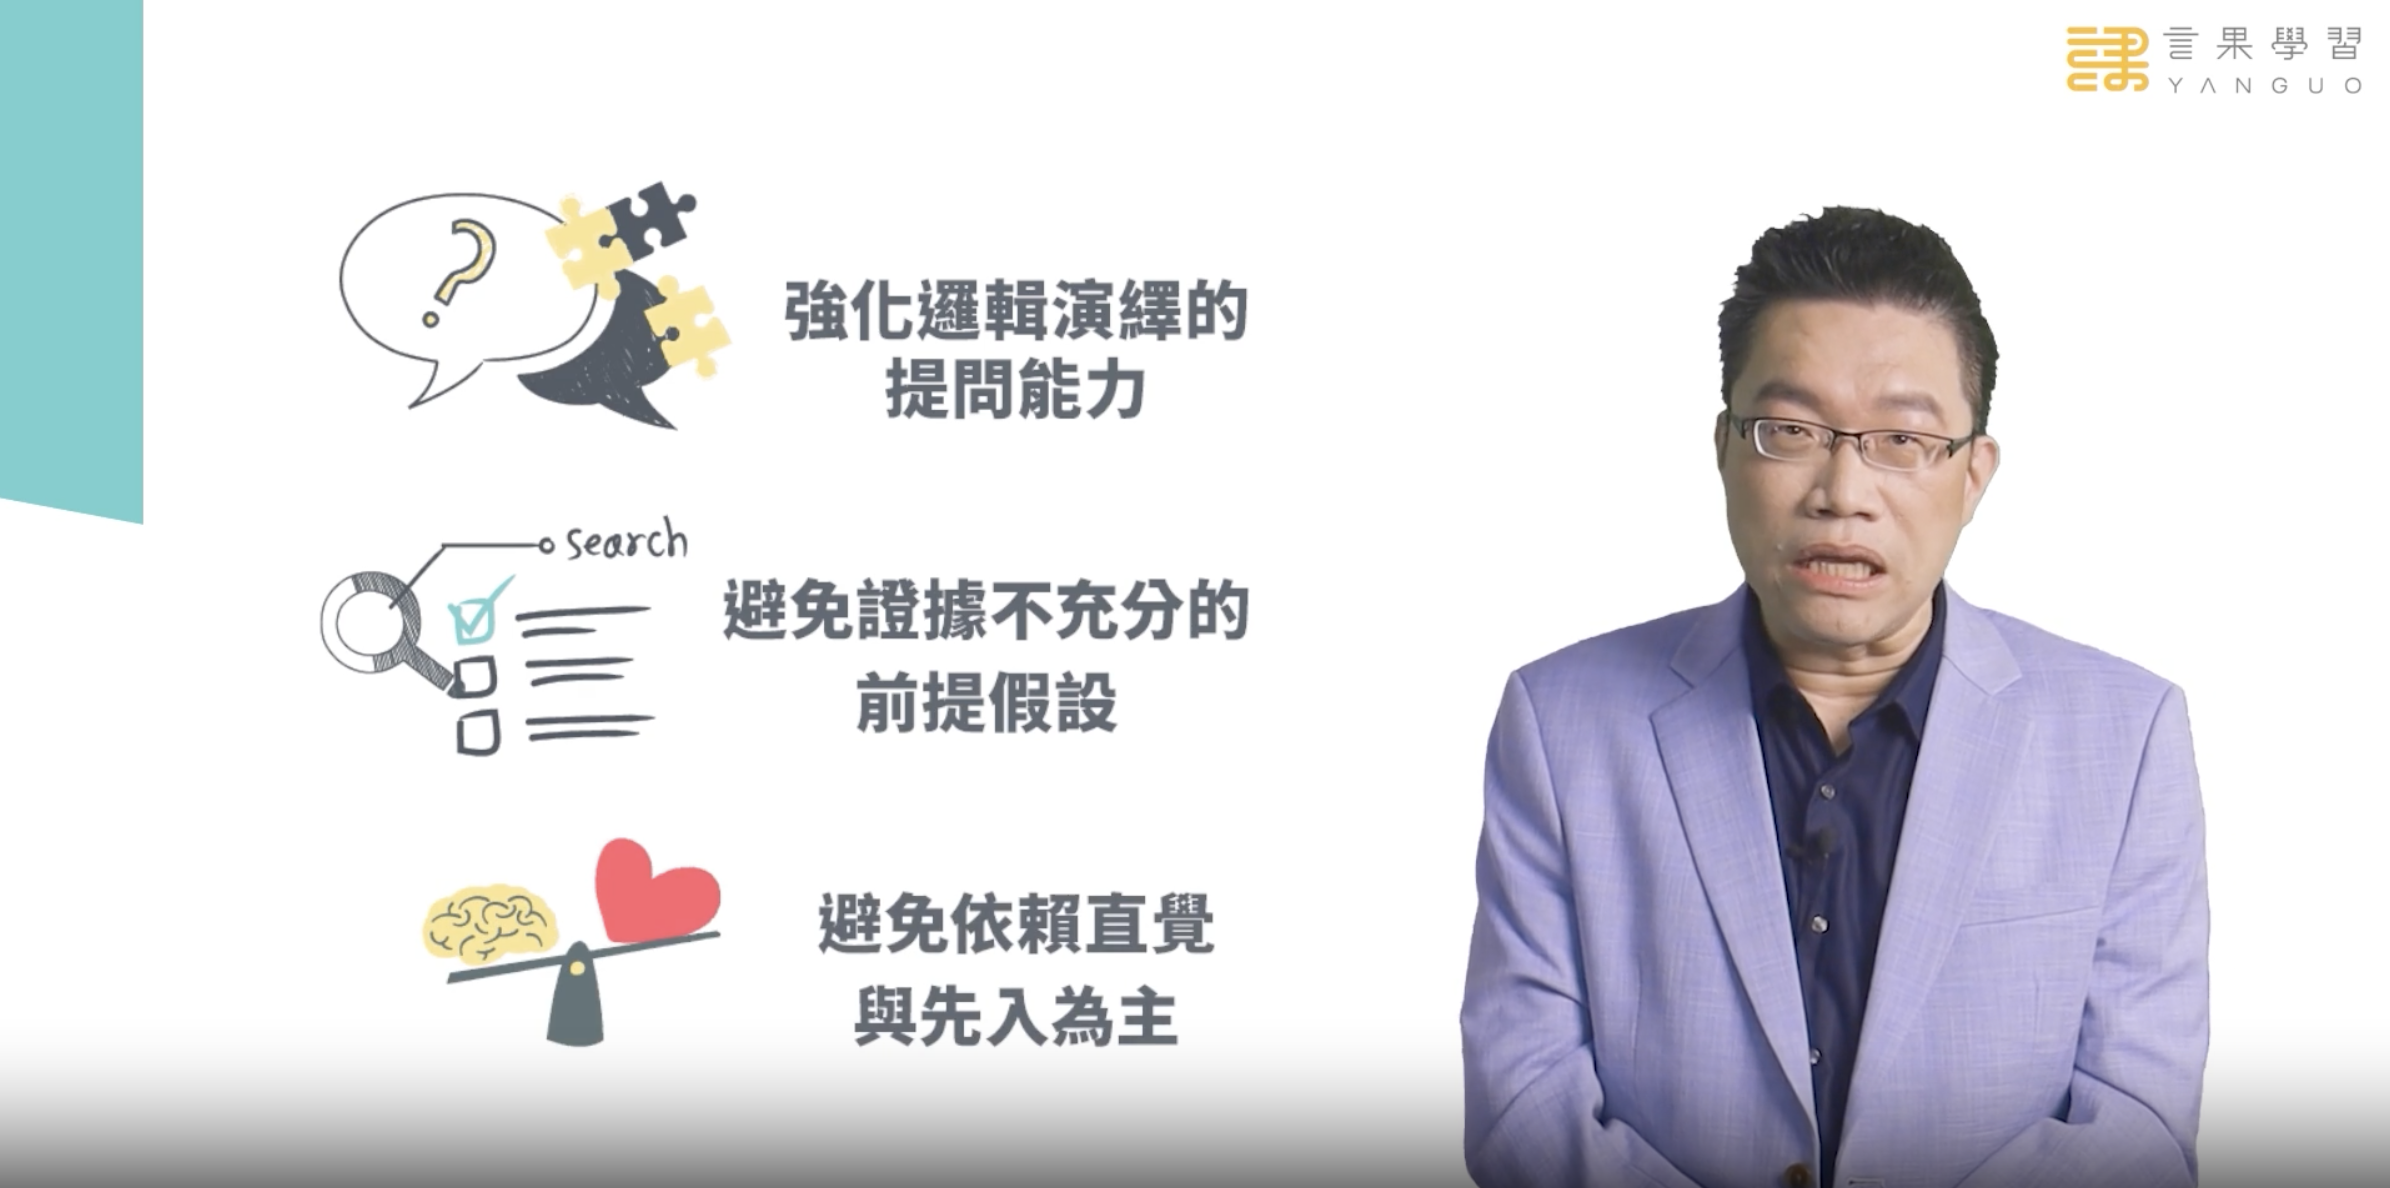 言果學習
YANGUO
強化邏輯演繹的
提問能力
search
避免證據不充分的
前提假設
避免依賴直覺
與先入為主